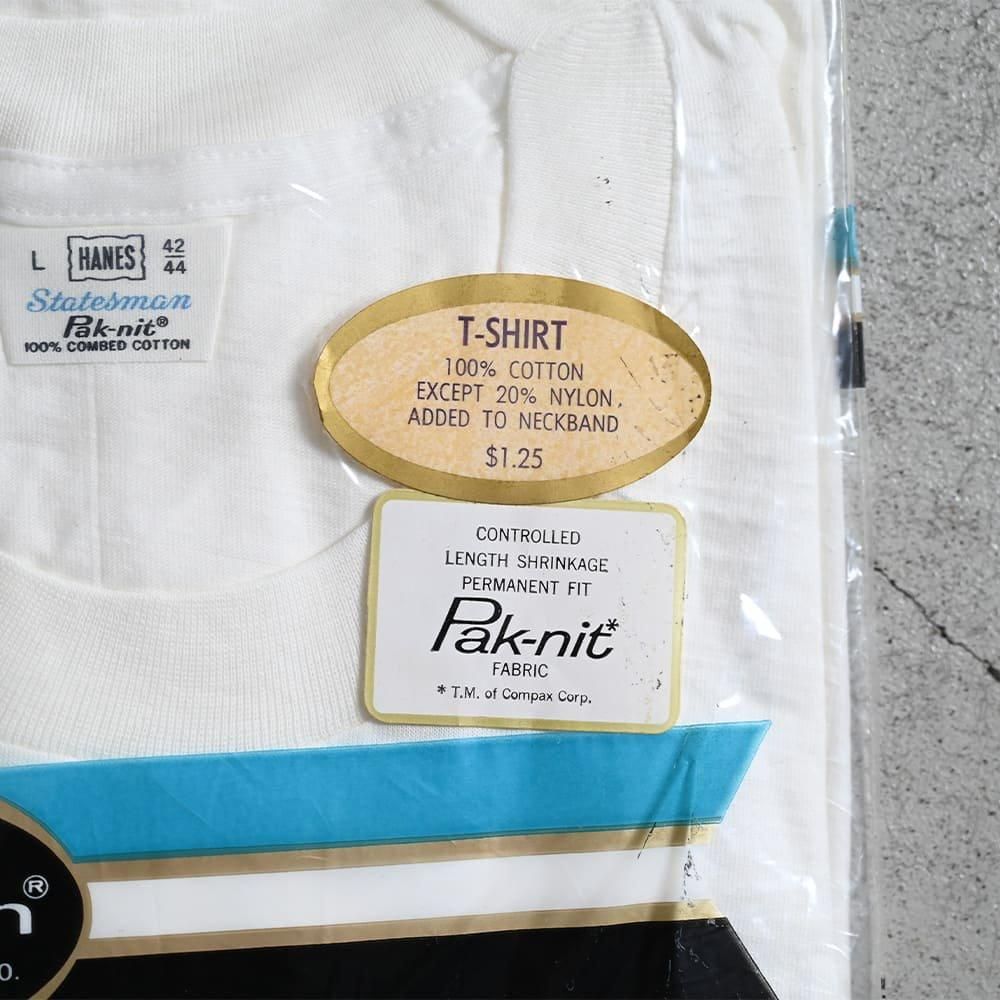 L HANES 42
44
Statesman
Pak-nit®
100% COMBED COTTON
T-SHIRT
100% COTTON
EXCEPT 20% NYLON,
ADDED TO NECKBAND
$1.25
CONTROLLED
LENGTH SHRINKAGE
PERMANENT FIT
Pak-nit*
FABRIC
* T.M. of Compax Corp.
n®
O.